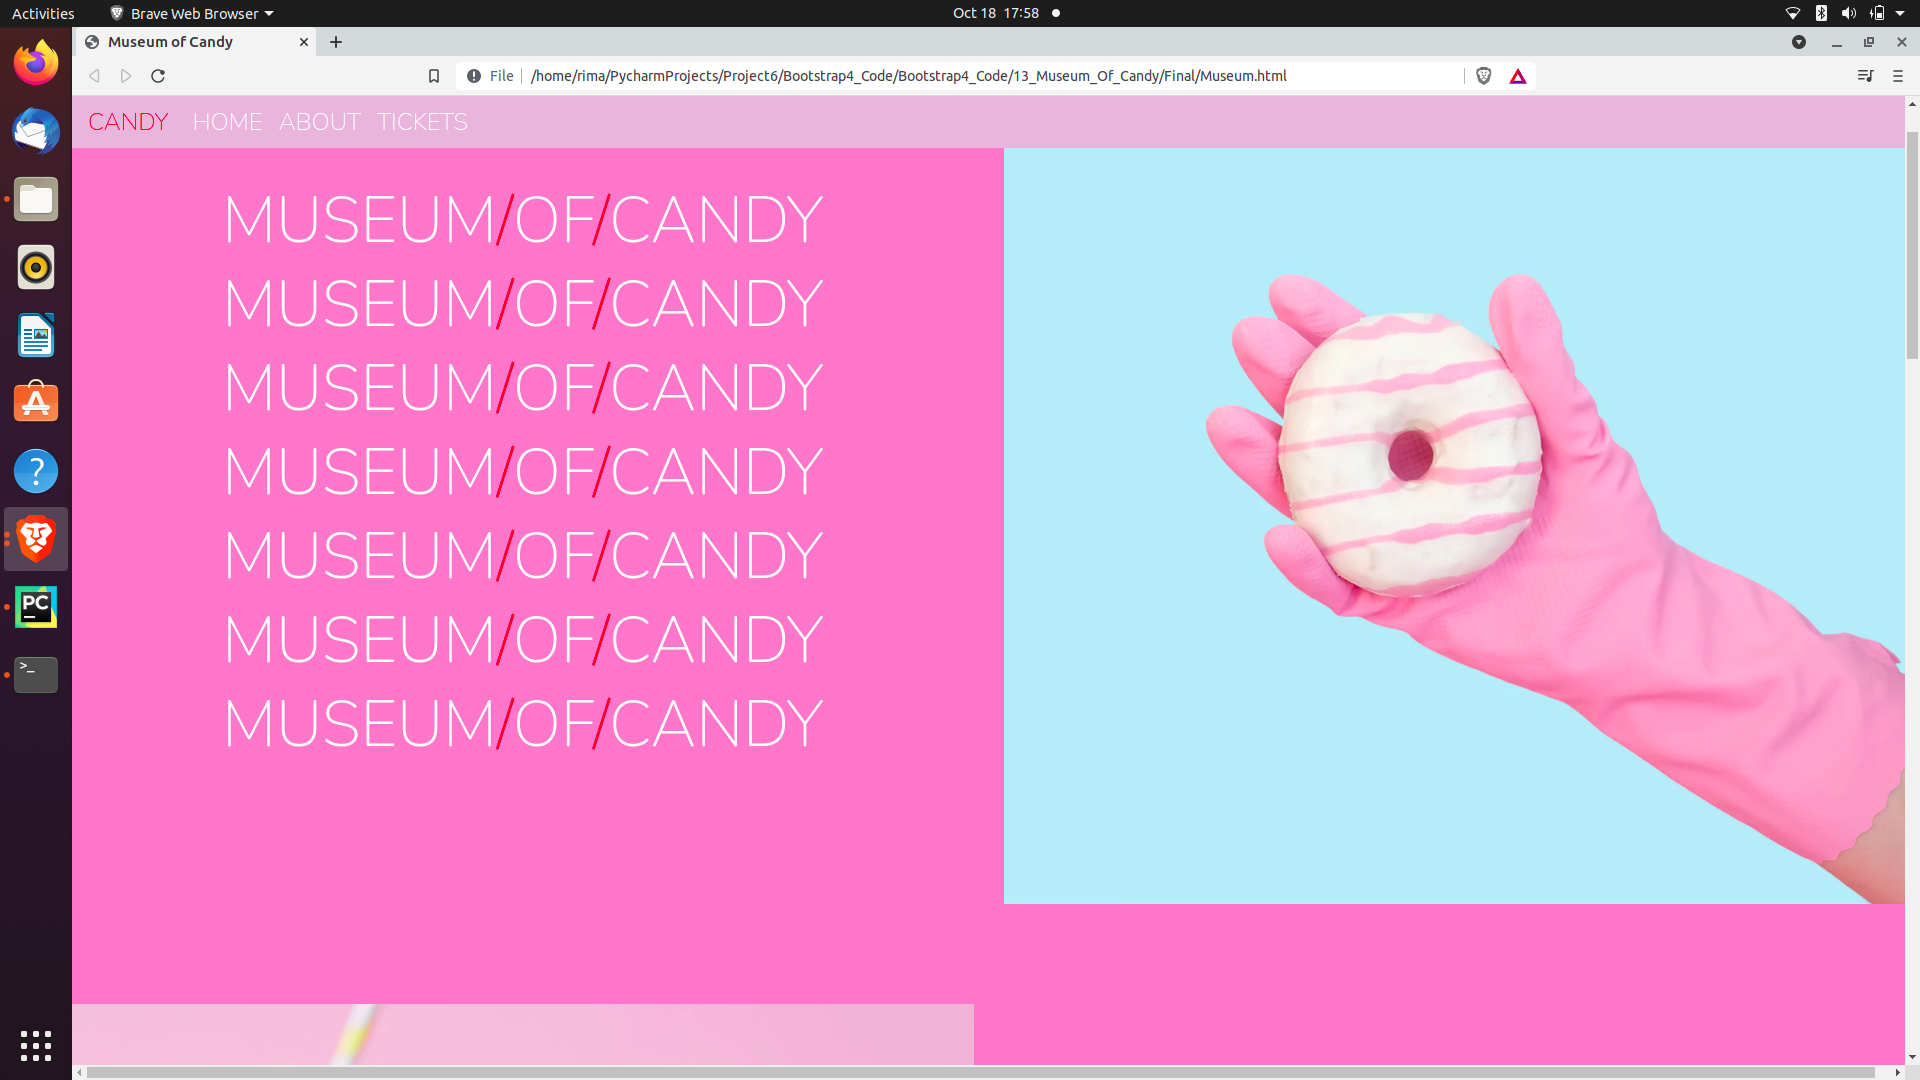 Activities
Brave Web Browser
Oct 18 17:58
Museum of Candy
File
/home/rima/PycharmProjects/Project6/Bootstrap4_Code/Bootstrap4_Code/13_Museum_Of_Candy/Final/Museum.html
CANDY HOME ABOUT TICKETS
MUSEUM/OF/CANDY
MUSEUM/OF/CANDY
MUSEUM/OF/CANDY
MUSEUM/OF/CANDY
MUSEUM/OF/CANDY
MUSEUM/OF/CANDY
MUSEUM/OF/CANDY
?
PC
>_